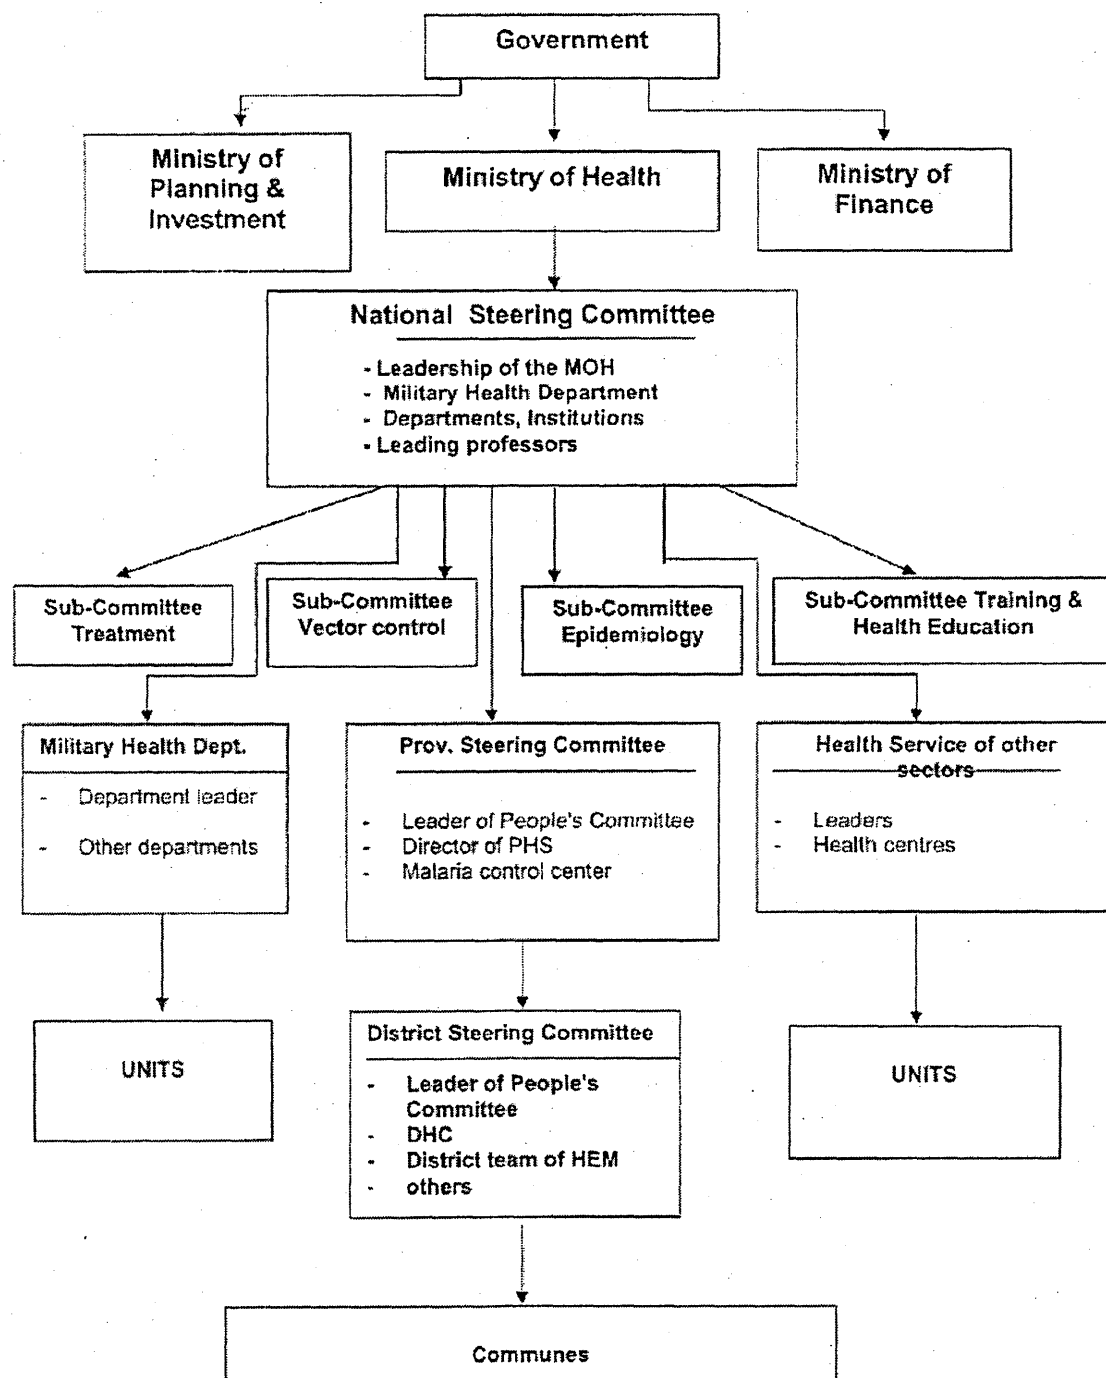 Government
Ministry of
Planning &
Investment
Ministry of Health
Ministry of
Finance
National Steering Committee
- Leadership of the MOH
- Military Health Department
- Departments, Institutions
- Leading professors
Sub-Committee
Treatment
Sub-Committee
Vector control
Sub-Committee
Epidemiology
Sub-Committee Training &
Health Education
Military Health Dept.
- Department leader
- Other departments
Prov. Steering Committee
- Leader of People's Committee
- Director of PHS
- Malaria control center
Health Service of other
sectors
- Leaders
- Health centres
UNITS
District Steering Committee
- Leader of People's
Committee
- DHC
- District team of HEM
- others
UNITS
Communes